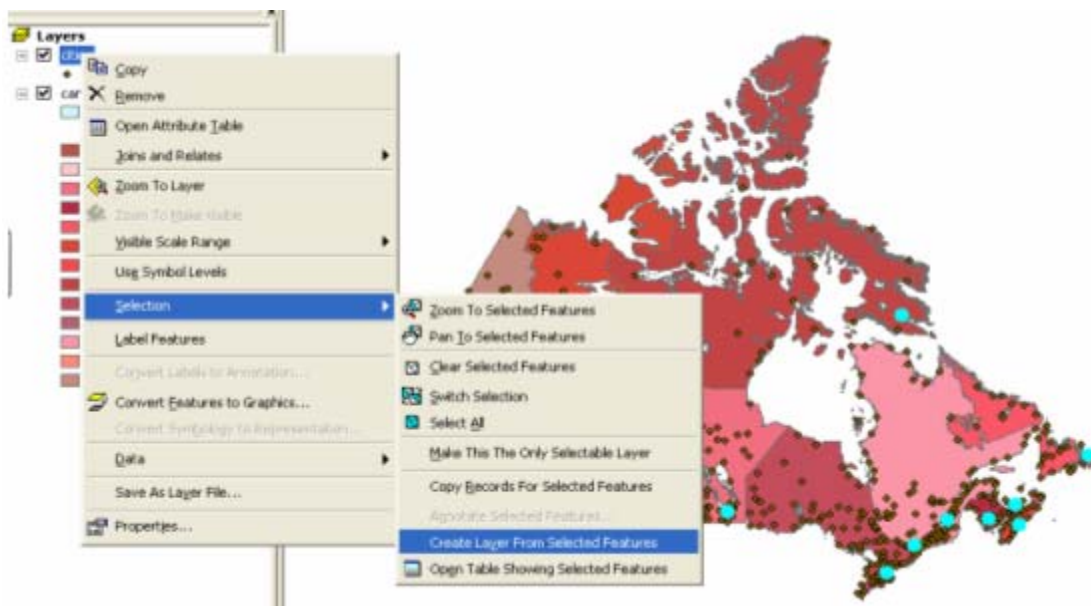 Layers
Copy
can
Remove
Open Attribute Table
Joins and Relates
Zoom To Layer
Zoom To Make Visible
Visible Scale Range
Use Symbol Levels
Selection
Label Features
Convert Labels to Annotation...
Convert Features to Graphics...
Convert Symbology to Representation...
Data
Save As Layer File...
Properties...
Zoom To Selected Features
Pan To Selected Features
Clear Selected Features
Switch Selection
Select All
Make This The Only Selectable Layer
Copy Records For Selected Features
Annotate Selected Features...
Create Layer From Selected Features
Open Table Showing Selected Features